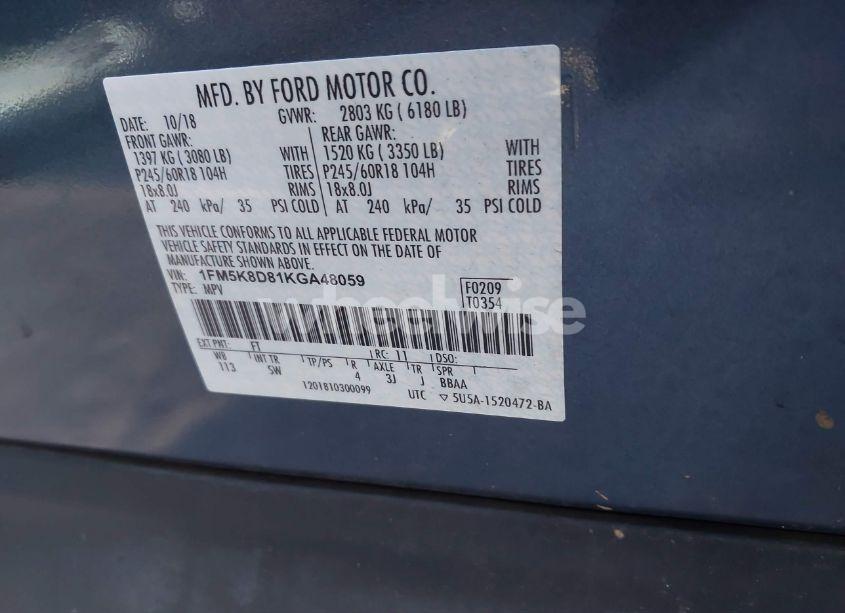 MFD. BY FORD MOTOR CO.
DATE: 10/18 GVWR: 2803 KG ( 6180 LB)
FRONT GAWR: REAR GAWR:
1397 KG ( 3080 LB) WITH 1520 KG ( 3350 LB) WITH
P245/60R18 104H TIRES P245/60R18 104H TIRES
18x8.0J RIMS 18x8.0J RIMS
AT 240 kPa/ 35 PSI COLD AT 240 kPa/ 35 PSI COLD
THIS VEHICLE CONFORMS TO ALL APPLICABLE FEDERAL MOTOR
VEHICLE SAFETY STANDARDS IN EFFECT ON THE DATE OF
MANUFACTURE SHOWN ABOVE.
VIN: 1FM5K8D81KGA48059 F0209
TYPE: MPV T0354
wheelwise
EXT PNT: FT RC: 11 DSO:
WB INT TR TP/PS R AXLE TR SPR
113 5W 4 3J J BBAA
1201810300099 UTC ▽ 5U5A-1520472-BA